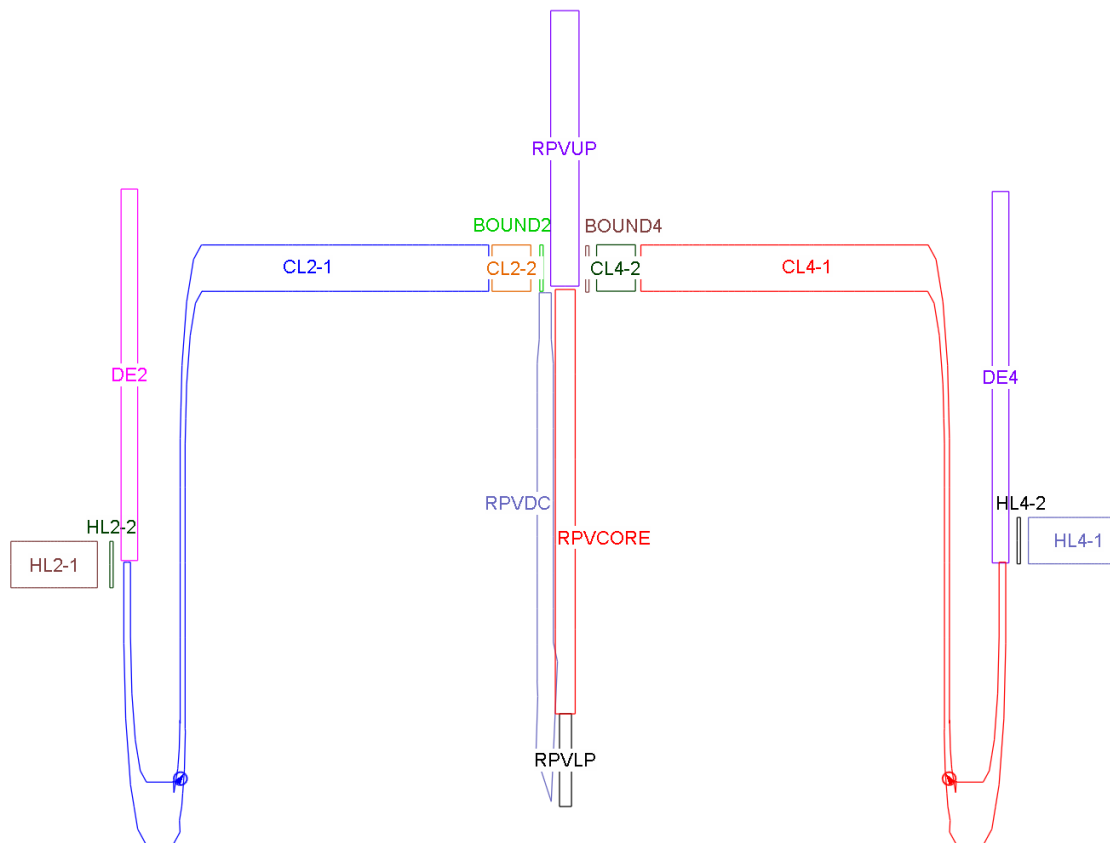 RPVUP
BOUND2
BOUND4
CL2-1
CL2-2
CL4-2
CL4-1
DE2
DE4
RPVDC
HL4-2
HL2-2
RPVCORE
HL4-1
HL2-1
RPVLP